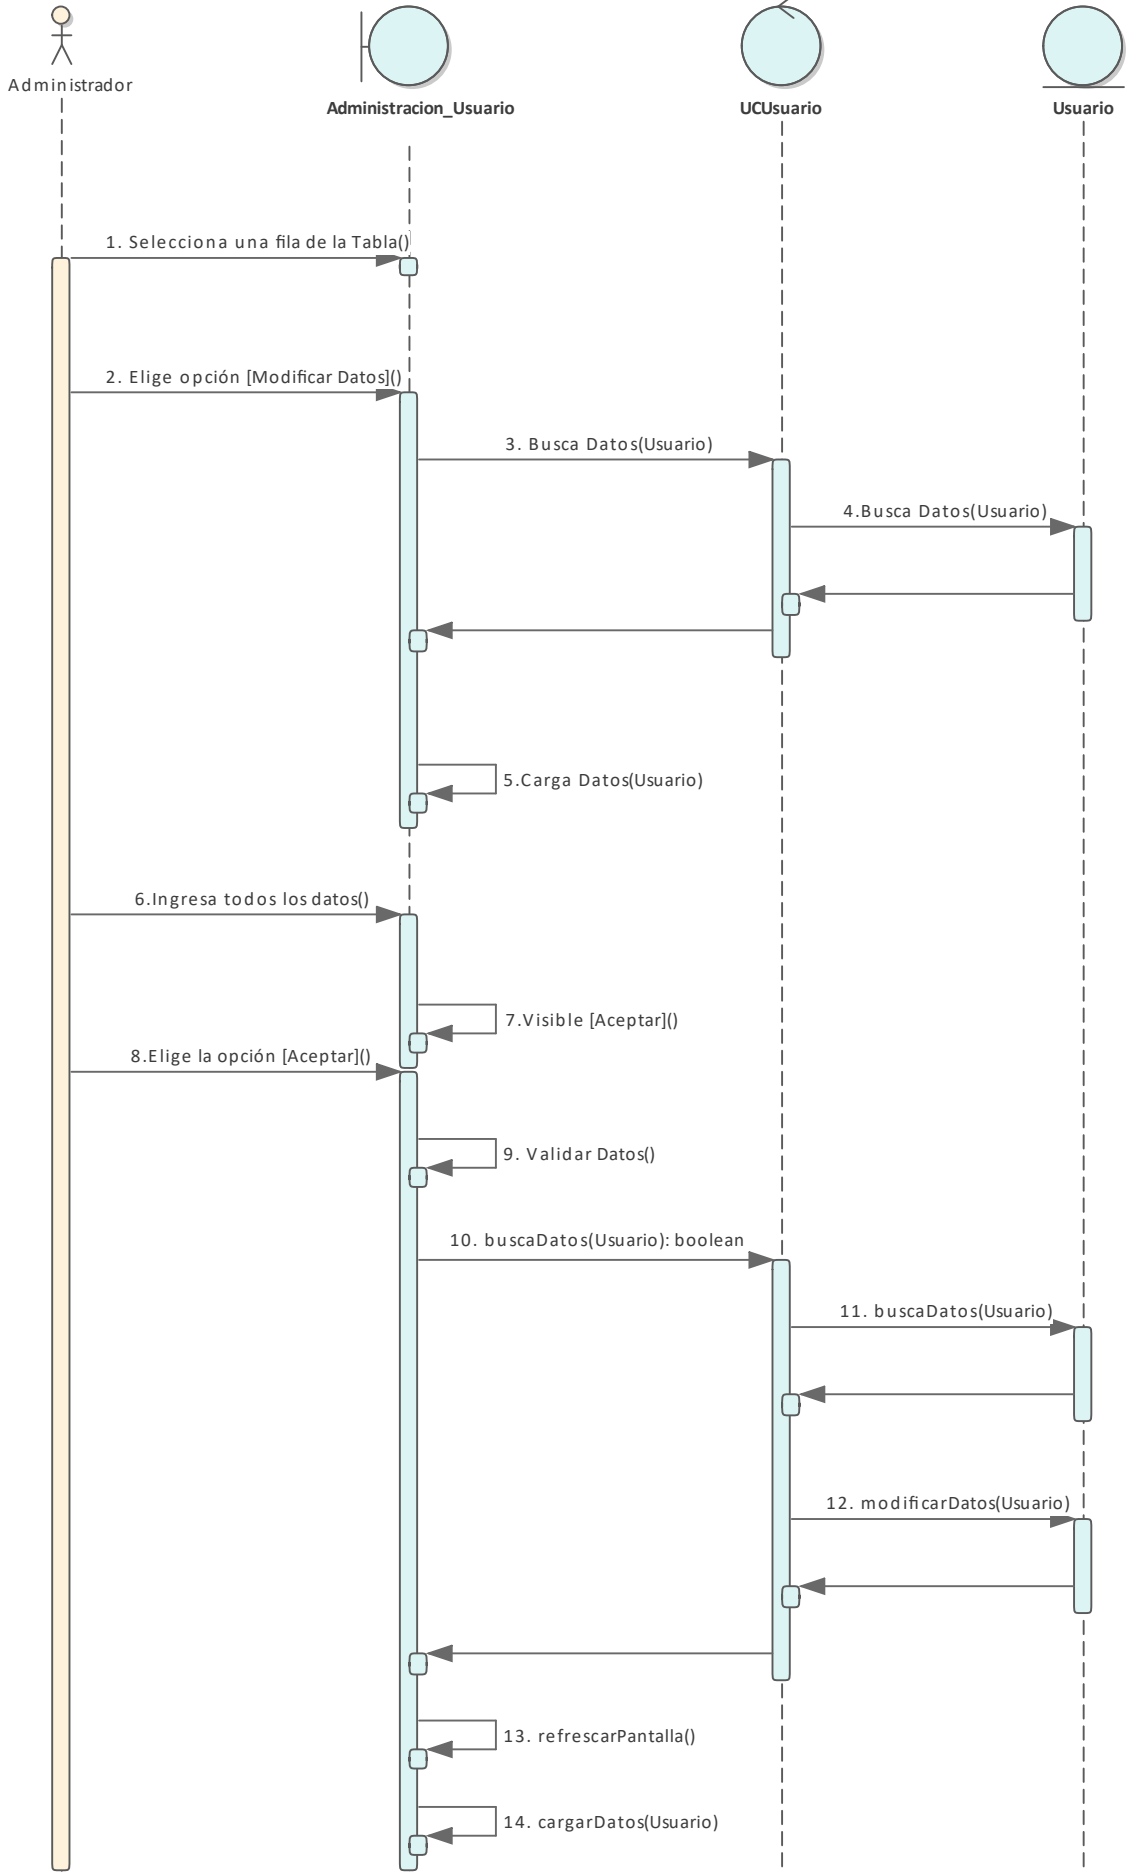 Administrador
Administracion_Usuario
UCUsuario
Usuario
1. Selecciona una fila de la Tabla()
2. Elige opción [Modificar Datos]()
3. Busca Datos(Usuario)
4.Busca Datos(Usuario)
5.Carga Datos(Usuario)
6.Ingresa todos los datos()
7.Visible [Aceptar]()
8.Elige la opción [Aceptar]()
9. Validar Datos()
10. buscaDatos(Usuario): boolean
11. buscaDatos(Usuario)
12. modificarDatos(Usuario)
13. refrescarPantalla()
14. cargarDatos(Usuario)